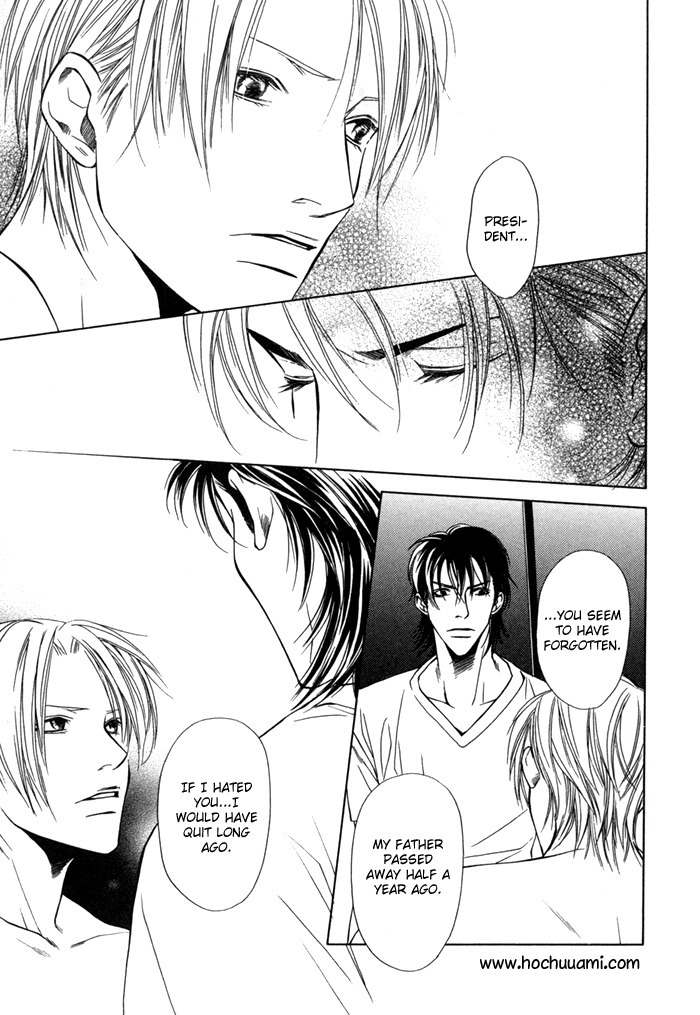 PRESI-
DENT...
...YOU SEEM
TO HAVE
FORGOTTEN.
MY FATHER
PASSED
AWAY HALF
A YEAR AGO.
IF I HATED
YOU...I
WOULD HAVE
QUIT LONG
AGO.
www.hochuuami.com